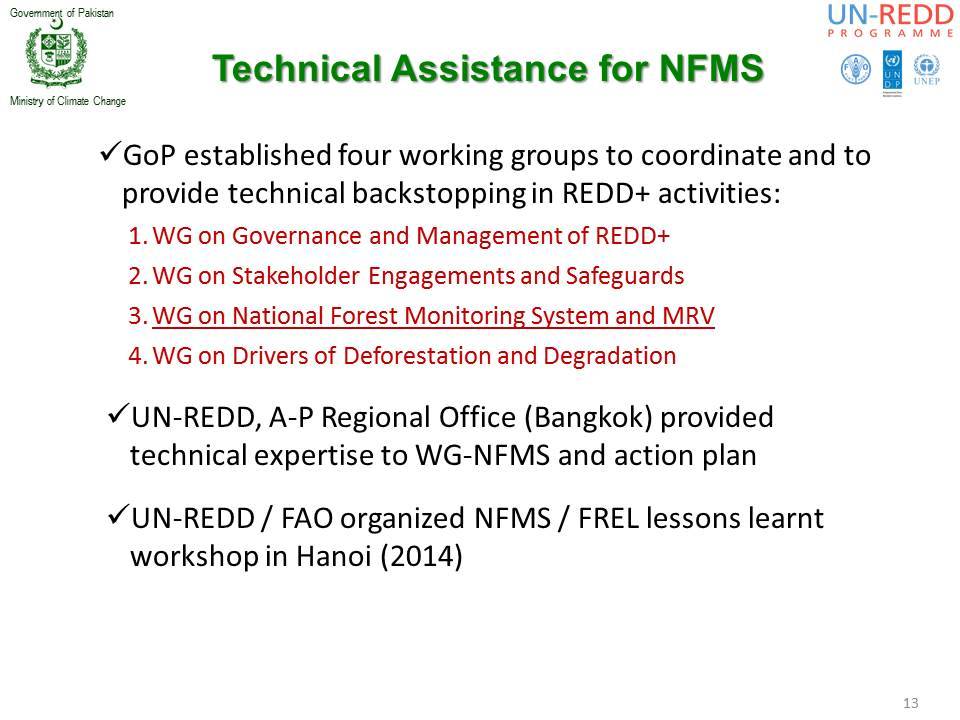 Government of Pakistan
UN-REDD
PROGRAMME
Technical Assistance for NFMS
FAO
UN
DP
UNEP
Ministry of Climate Change
✓GoP established four working groups to coordinate and to
provide technical backstopping in REDD+ activities:
1. WG on Governance and Management of REDD+
2. WG on Stakeholder Engagements and Safeguards
3. WG on National Forest Monitoring System and MRV
4. WG on Drivers of Deforestation and Degradation
✓UN-REDD, A-P Regional Office (Bangkok) provided
technical expertise to WG-NFMS and action plan
✓UN-REDD / FAO organized NFMS / FREL lessons learnt
workshop in Hanoi (2014)
13